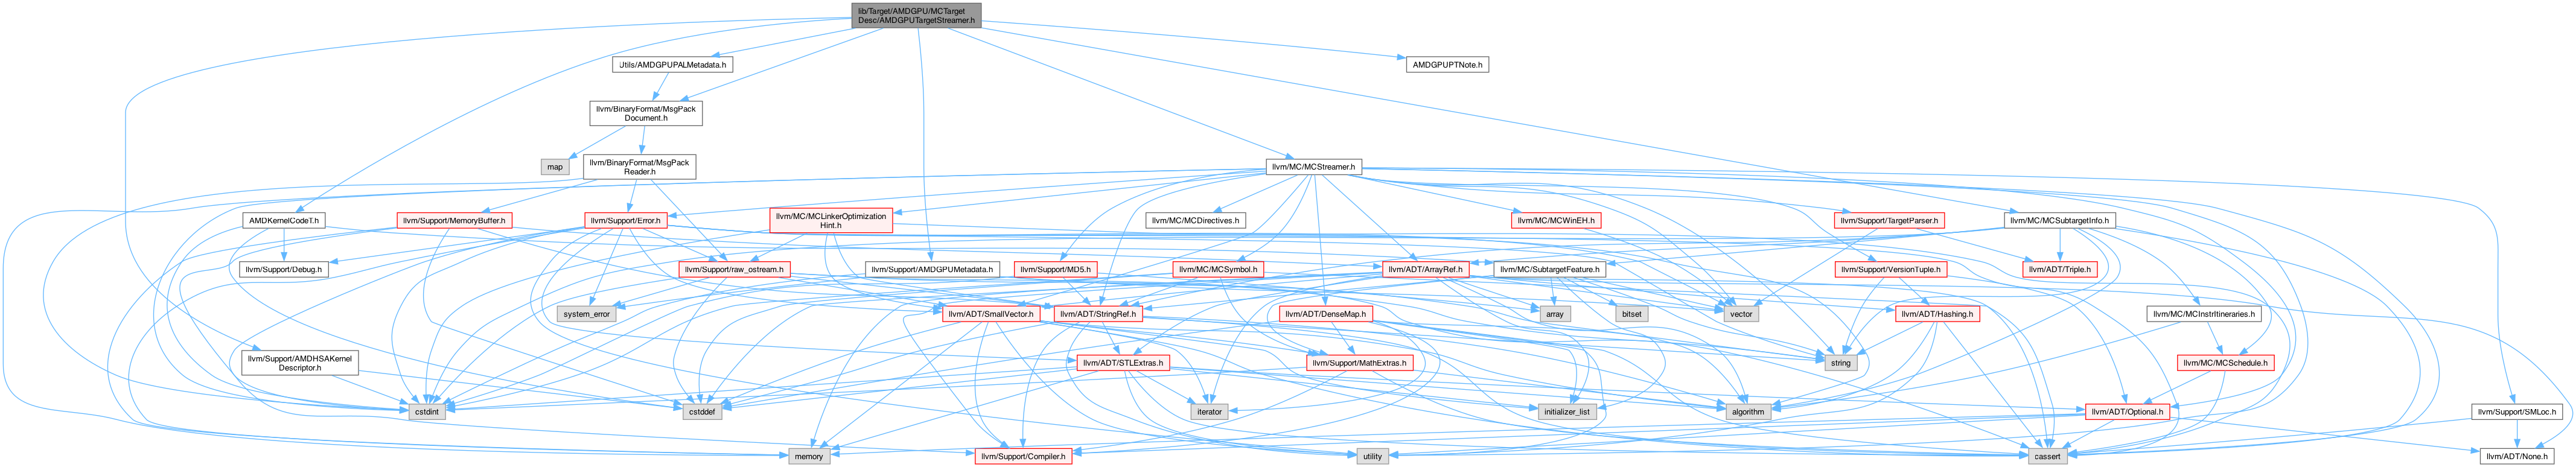 lib/Target/AMDGPU/MCTarget
Desc/AMDGPUTargetStreamer.h
Utils/AMDGPUPALMetadata.h
AMDGPUPTNote.h
llvm/BinaryFormat/MsgPack
Document.h
map
llvm/BinaryFormat/MsgPack
Reader.h
llvm/MC/MCStreamer.h
AMDKernelCodeT.h
llvm/Support/MemoryBuffer.h
llvm/Support/Error.h
llvm/MC/MCLinkerOptimization
Hint.h
llvm/MC/MCDirectives.h
llvm/MC/MCWinEH.h
llvm/Support/TargetParser.h
llvm/MC/MCSubtargetInfo.h
llvm/Support/Debug.h
llvm/Support/raw_ostream.h
llvm/Support/AMDGPUMetadata.h
llvm/Support/MD5.h
llvm/MC/MCSymbol.h
llvm/ADT/ArrayRef.h
llvm/MC/SubtargetFeature.h
llvm/Support/VersionTuple.h
llvm/ADT/Triple.h
system_error
llvm/ADT/SmallVector.h
llvm/ADT/StringRef.h
llvm/ADT/DenseMap.h
array
bitset
vector
llvm/ADT/Hashing.h
llvm/MC/MCInstrItineraries.h
llvm/Support/AMDHSAKernel
Descriptor.h
llvm/ADT/STLExtras.h
llvm/Support/MathExtras.h
string
llvm/MC/MCSchedule.h
cstdint
cstddef
iterator
initializer_list
algorithm
llvm/ADT/Optional.h
llvm/Support/SMLoc.h
memory
llvm/Support/Compiler.h
utility
cassert
llvm/ADT/None.h